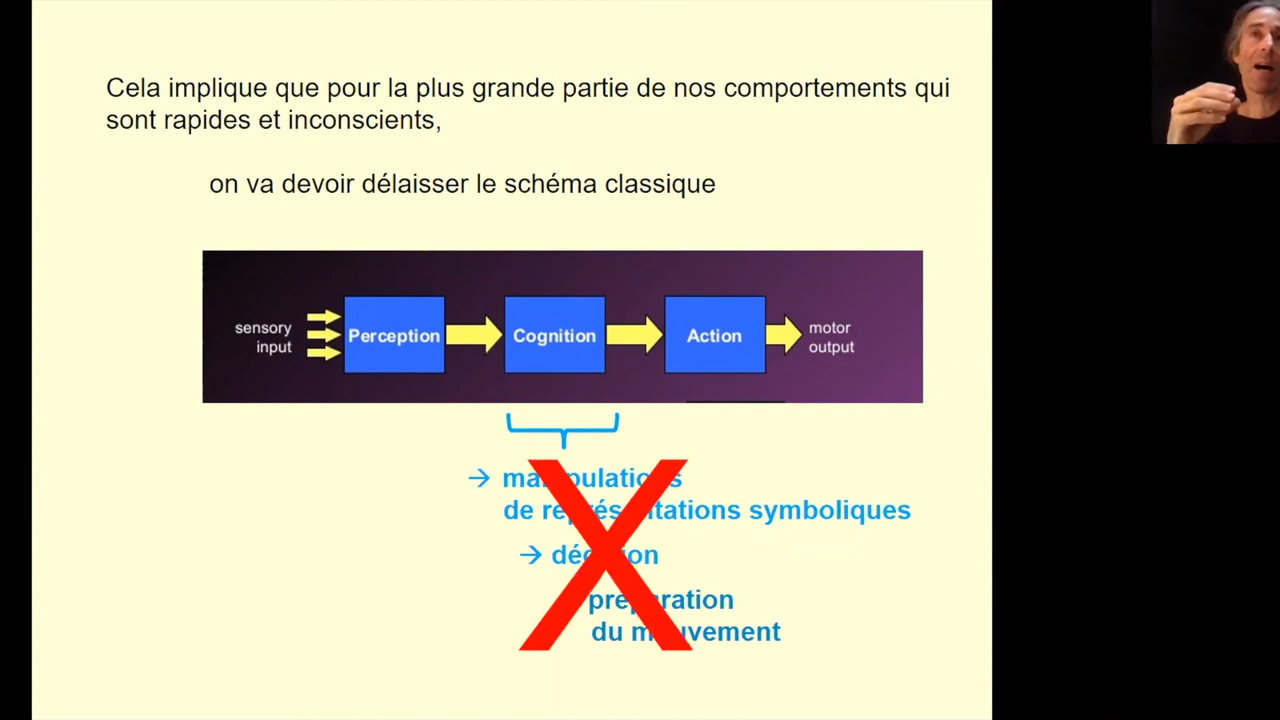 Cela implique que pour la plus grande partie de nos comportements qui
sont rapides et inconscients,
on va devoir délaisser le schéma classique
sensory
input
Perception
Cognition
Action
motor
output
→ manipulations
de représentations symboliques
→ décision
préparation
du mouvement